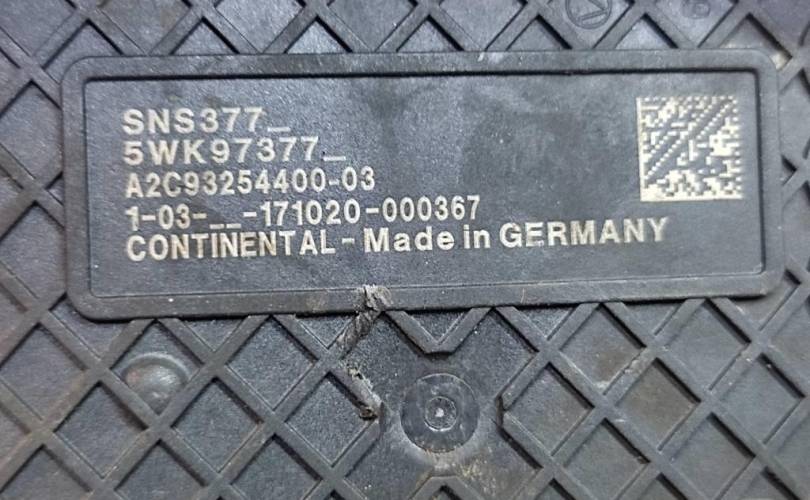 SNS377_
5WK97377_
A2C93254400-03
1-03-__-171020-000367
CONTINENTAL - Made in GERMANY